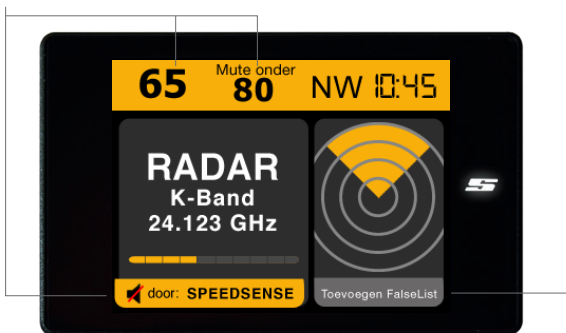 65
Mute onder
80
NW 10:45
RADAR
K-Band
24.123 GHz
door: SPEEDSENSE
Toevoegen FalseList